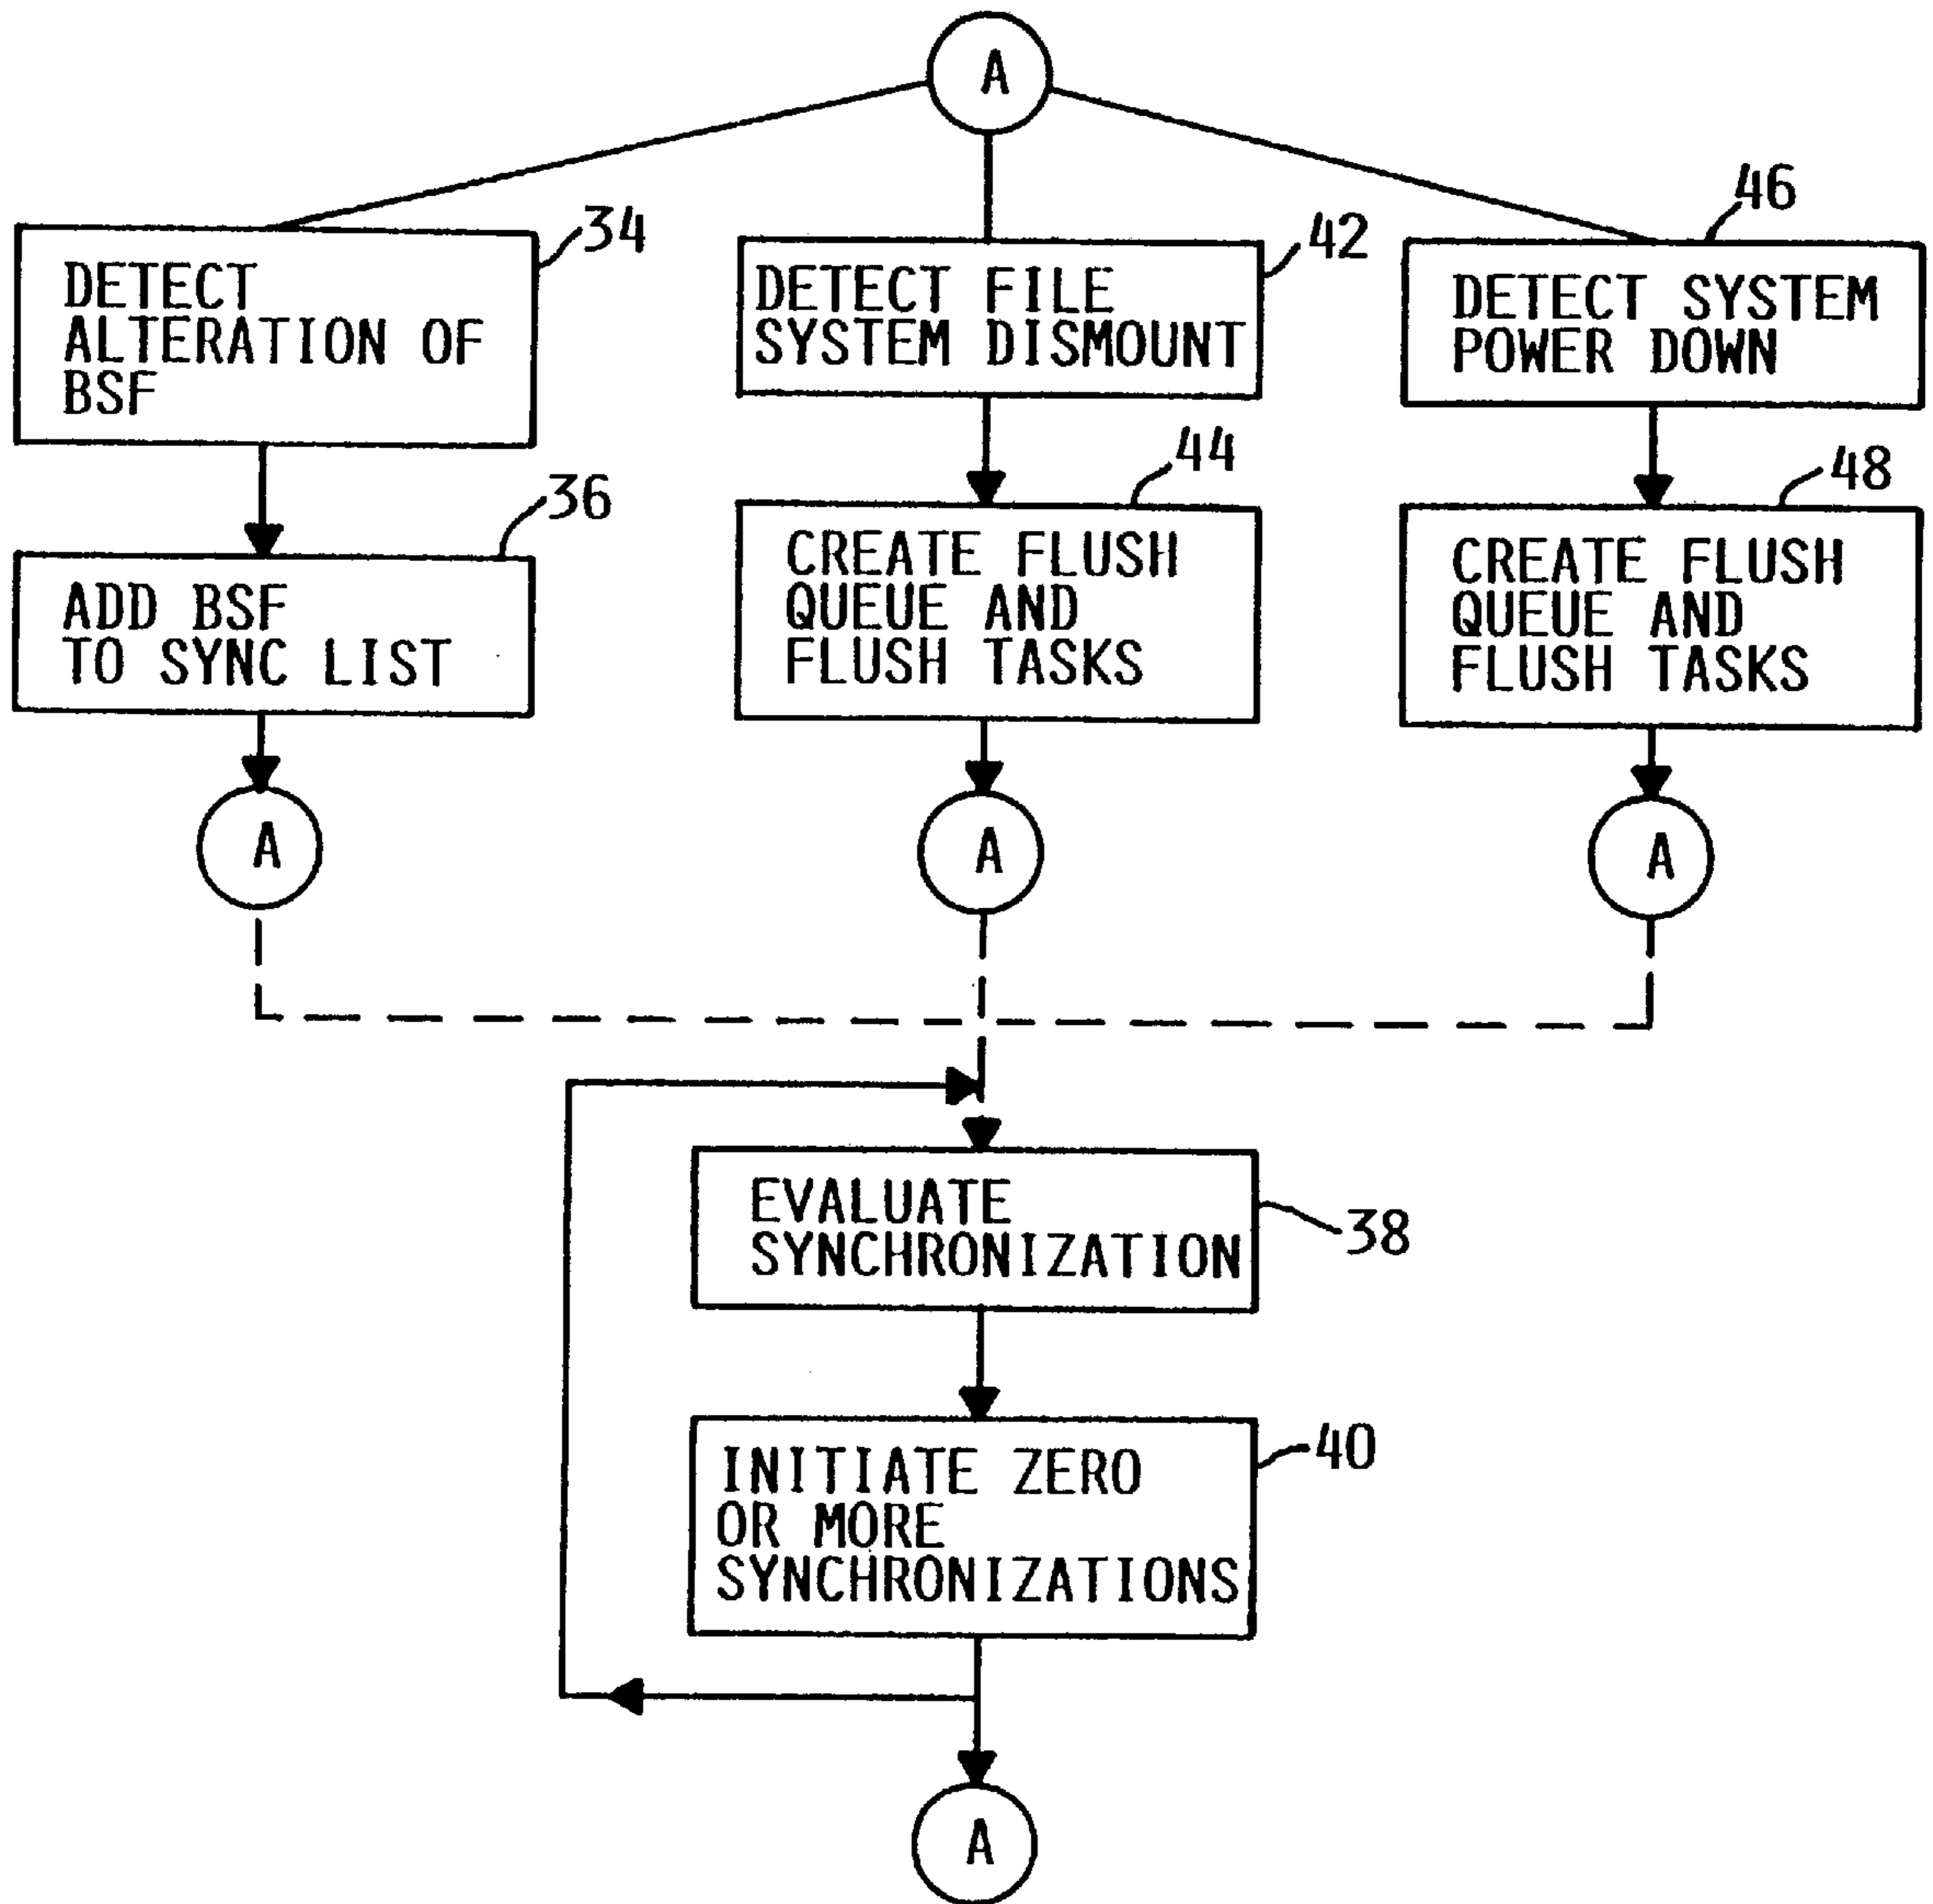 A
34
DETECT
ALTERATION OF
BSF
42
DETECT FILE
SYSTEM DISMOUNT
46
DETECT SYSTEM
POWER DOWN
36
ADD BSF
TO SYNC LIST
44
CREATE FLUSH
QUEUE AND
FLUSH TASKS
48
CREATE FLUSH
QUEUE AND
FLUSH TASKS
A
A
A
EVALUATE
SYNCHRONIZATION
38
INITIATE ZERO
OR MORE
SYNCHRONIZATIONS
40
A